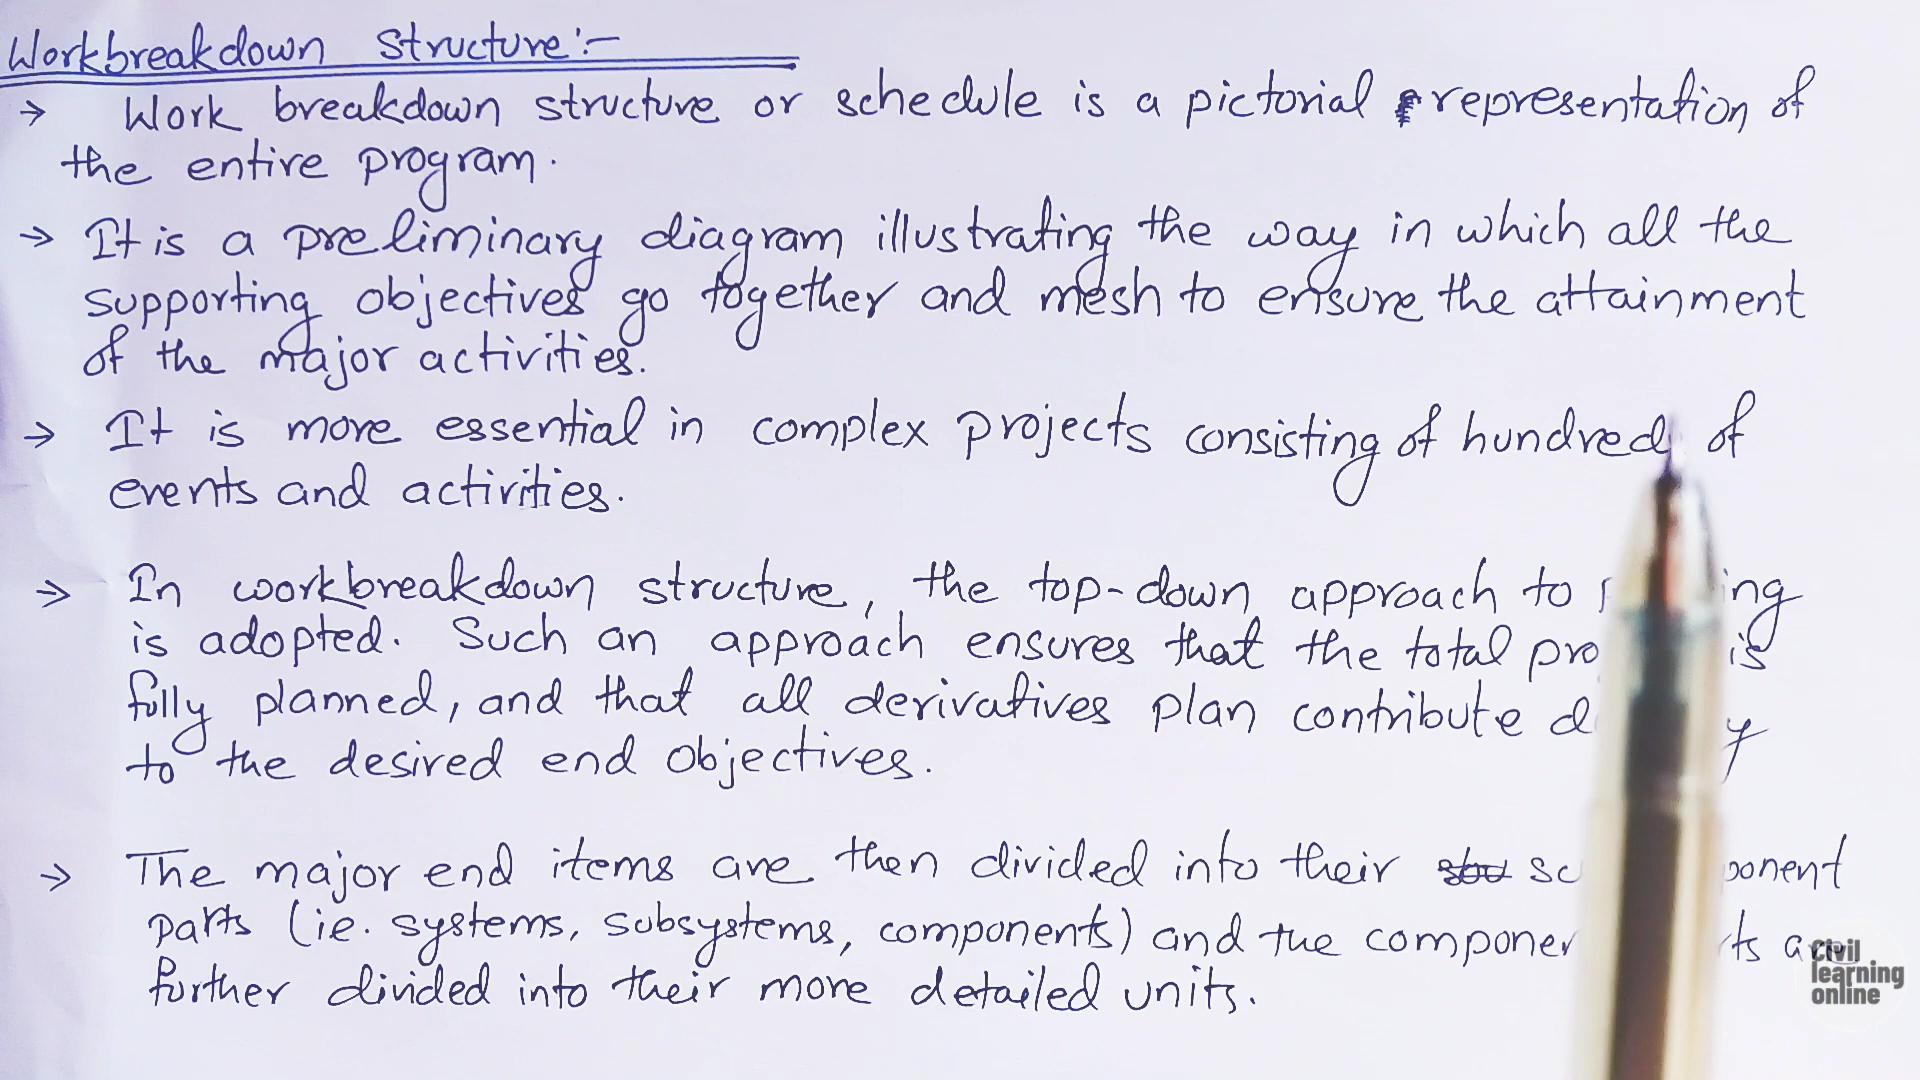 Workbreakdown Structure:-
→ Work breakdown structure or schedule is a pictorial representation of
the entire program.
→ It is a preliminary diagram illustrating the way in which all the
supporting objectives go together and mesh to ensure the attainment
of the major activities.
→ It is more essential in complex projects consisting of hundred of
events and activities.
→ In workbreakdown structure, the top-down approach to
is adopted. Such an approach ensures that the total is
fully planned, and that all derivatives plan contribute
to the desired end objectives.
→ The major end items are then divided into their
parts (ie. systems, subsystems, components) and the are
further divided into their more detailed units.
Civil
learning
online